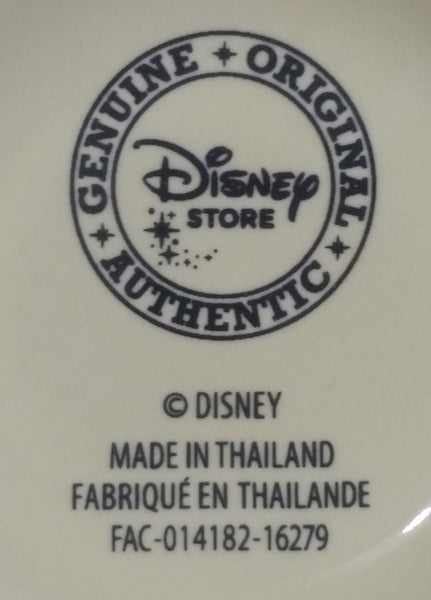 GENUINE ORIGINAL AUTHENTIC
Disney
STORE
© DISNEY
MADE IN THAILAND
FABRIQUÉ EN THAILANDE
FAC-014182-16279